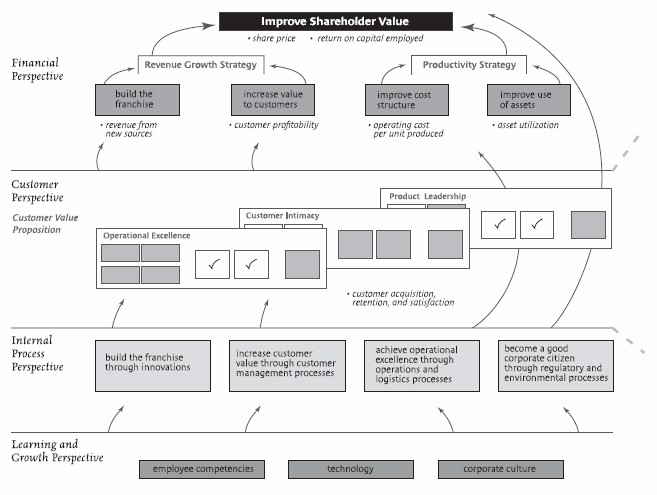 Improve Shareholder Value
• share price • return on capital employed
Financial
Perspective
Revenue Growth Strategy
Productivity Strategy
build the
franchise
increase value
to customers
improve cost
structure
improve use
of assets
• revenue from
new sources
• customer profitability
• operating cost
per unit produced
• asset utilization
Customer
Perspective
Customer Value
Proposition
Product Leadership
Customer Intimacy
Operational Excellence
• customer acquisition,
retention, and satisfaction
Internal
Process
Perspective
build the franchise
through innovations
increase customer
value through customer
management processes
achieve operational
excellence through
operations and
logistics processes
become a good
corporate citizen
through regulatory and
environmental processes
Learning and
Growth Perspective
employee competencies
technology
corporate culture